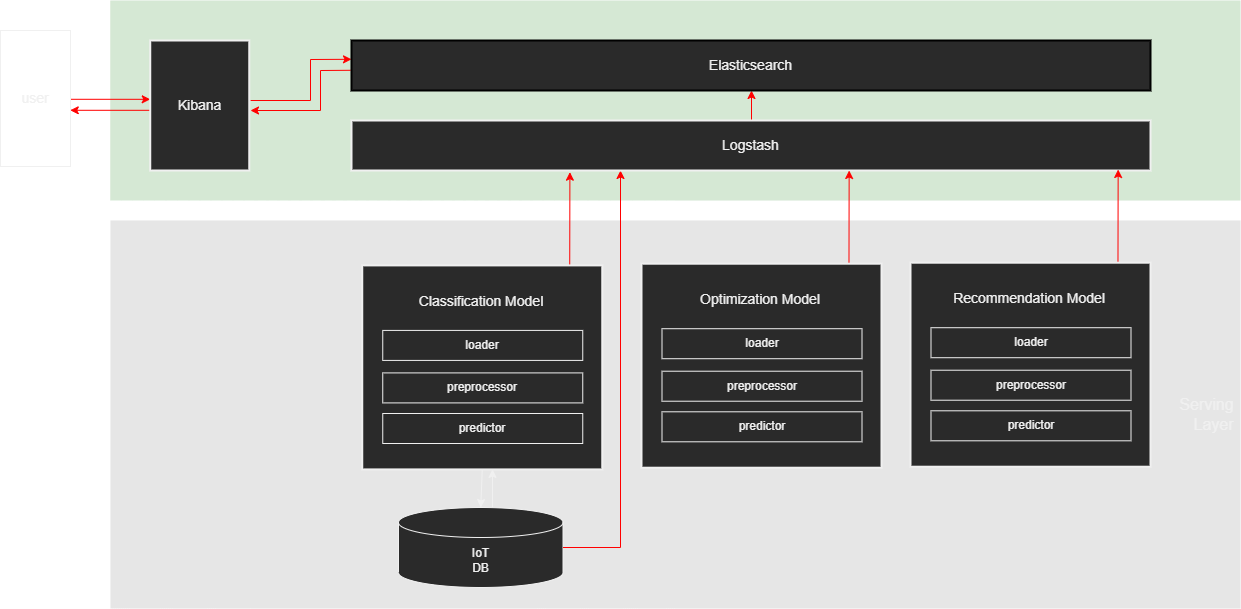 user
Kibana
Elasticsearch
Logstash
Classification Model
loader
preprocessor
predictor
Optimization Model
loader
preprocessor
predictor
Recommendation Model
loader
preprocessor
predictor
Serving
Layer
IoT
DB